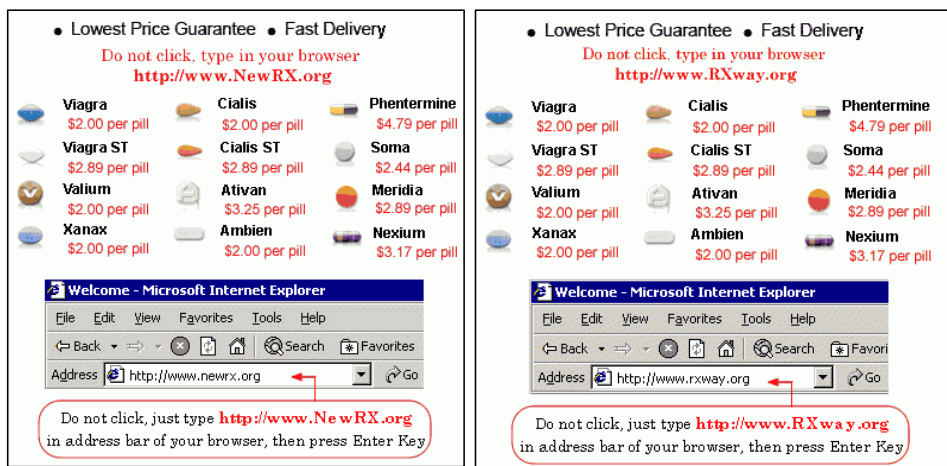 • Lowest Price Guarantee • Fast Delivery
Do not click, type in your browser
http://www.NewRX.org
Viagra Cialis Phentermine
$2.00 per pill $2.00 per pill $4.79 per pill
Viagra ST Cialis ST Soma
$2.89 per pill $2.89 per pill $2.44 per pill
Valium Ativan Meridia
$2.00 per pill $3.25 per pill $2.89 per pill
Xanax Ambien Nexium
$2.00 per pill $2.00 per pill $3.17 per pill
Welcome - Microsoft Internet Explorer
File Edit View Favorites Tools Help
Back Search Favorites
Address http://www.newrx.org Go
Do not click, just type http://www.NewRX.org
in address bar of your browser, then press Enter Key
• Lowest Price Guarantee • Fast Delivery
Do not click, type in your browser
http://www.RXway.org
Viagra Cialis Phentermine
$2.00 per pill $2.00 per pill $4.79 per pill
Viagra ST Cialis ST Soma
$2.89 per pill $2.89 per pill $2.44 per pill
Valium Ativan Meridia
$2.00 per pill $3.25 per pill $2.89 per pill
Xanax Ambien Nexium
$2.00 per pill $2.00 per pill $3.17 per pill
Welcome - Microsoft Internet Explorer
File Edit View Favorites Tools Help
Back Search Favori
Address http://www.rxway.org Go
Do not click, just type http://www.RXway.org
in address bar of your browser, then press Enter Key